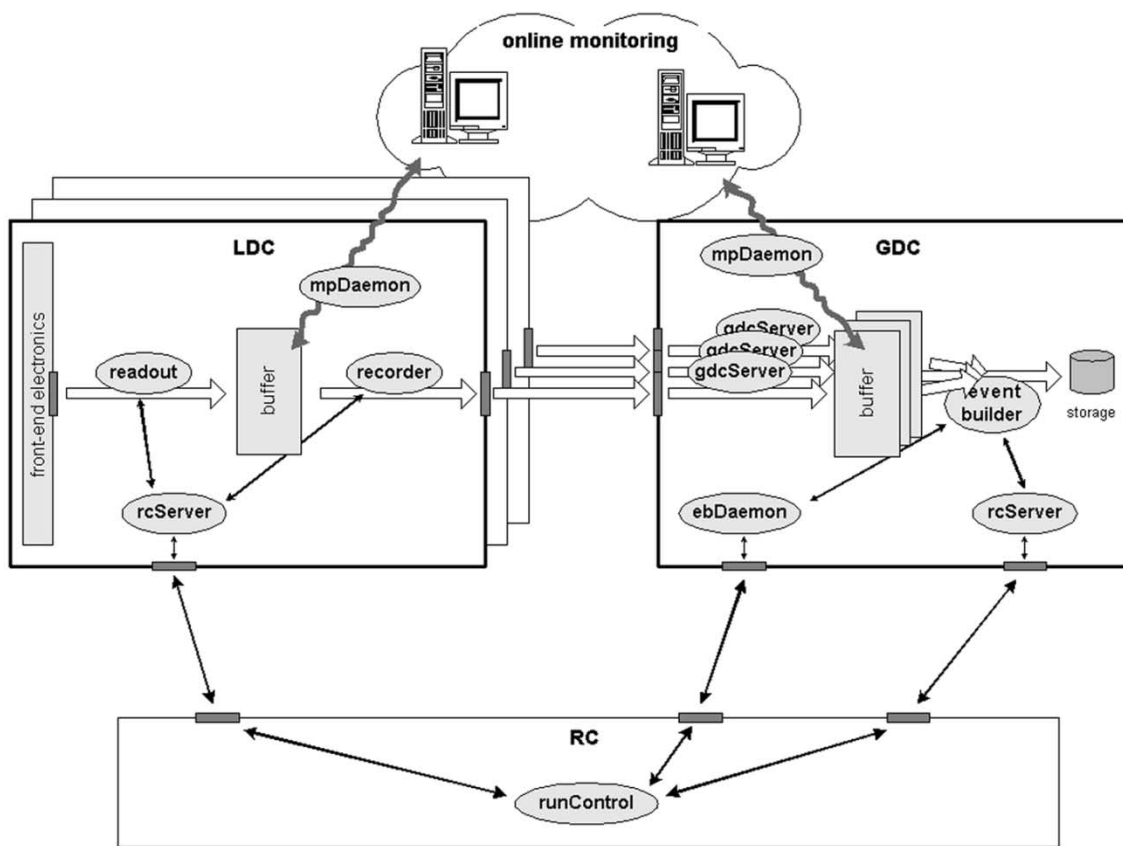 online monitoring
LDC
GDC
mpDaemon
mpDaemon
front-end electronics
readout
buffer
recorder
gdcServer
gdcServer
gdcServer
buffer
event
builder
storage
rcServer
ebDaemon
rcServer
RC
runControl